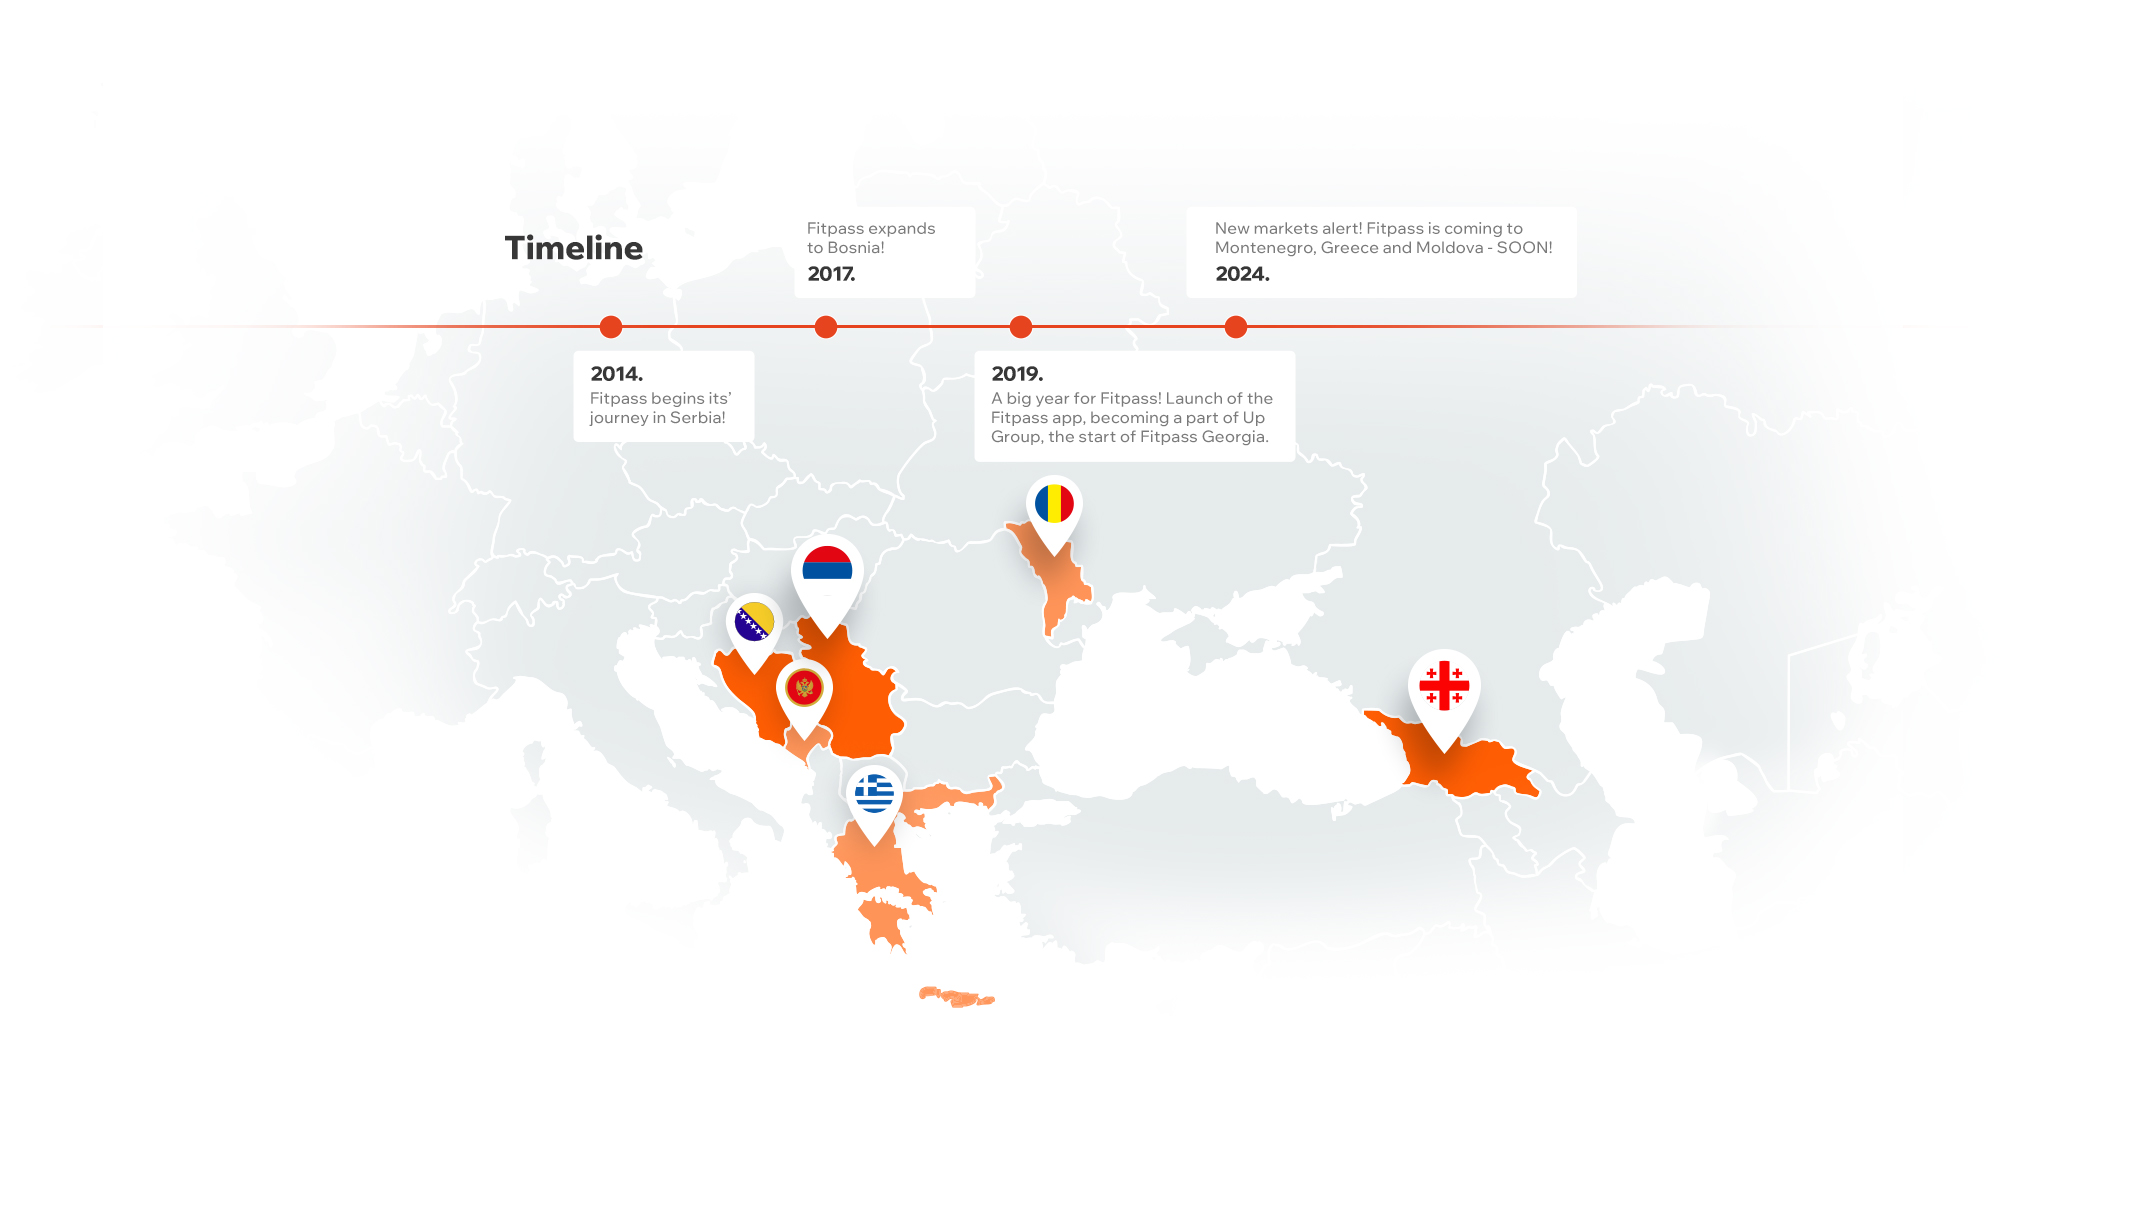 Timeline
2014.
Fitpass begins its’
journey in Serbia!
Fitpass expands
to Bosnia!
2017.
2019.
A big year for Fitpass! Launch of the
Fitpass app, becoming a part of Up
Group, the start of Fitpass Georgia.
New markets alert! Fitpass is coming to
Montenegro, Greece and Moldova - SOON!
2024.